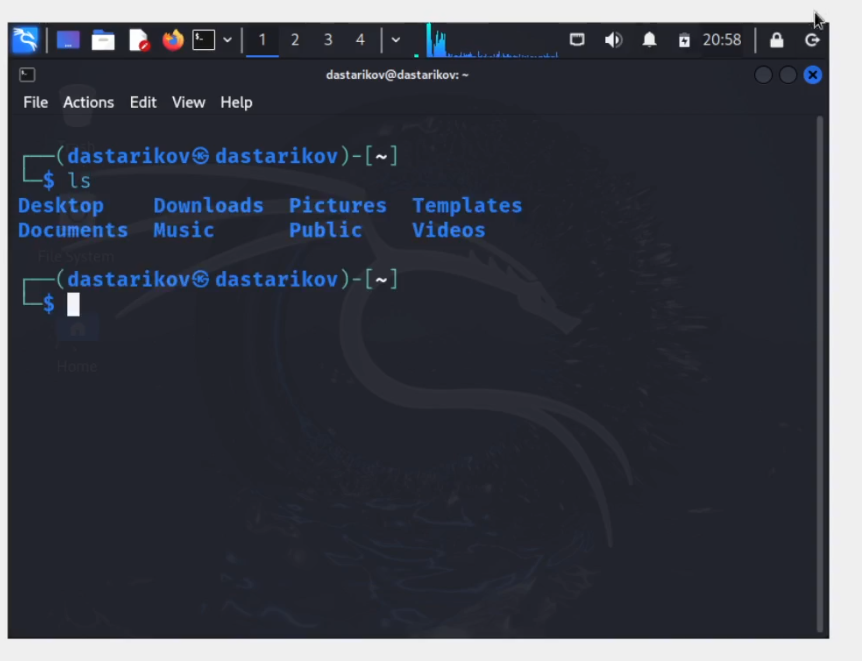 1 2 3 4 20:58
dastarikov@dastarikov: ~
File Actions Edit View Help
┌──(dastarikov㉿dastarikov)-[~]
└─$ ls
Desktop Downloads Pictures Templates
Documents Music Public Videos
File System
┌──(dastarikov㉿dastarikov)-[~]
└─$
Home